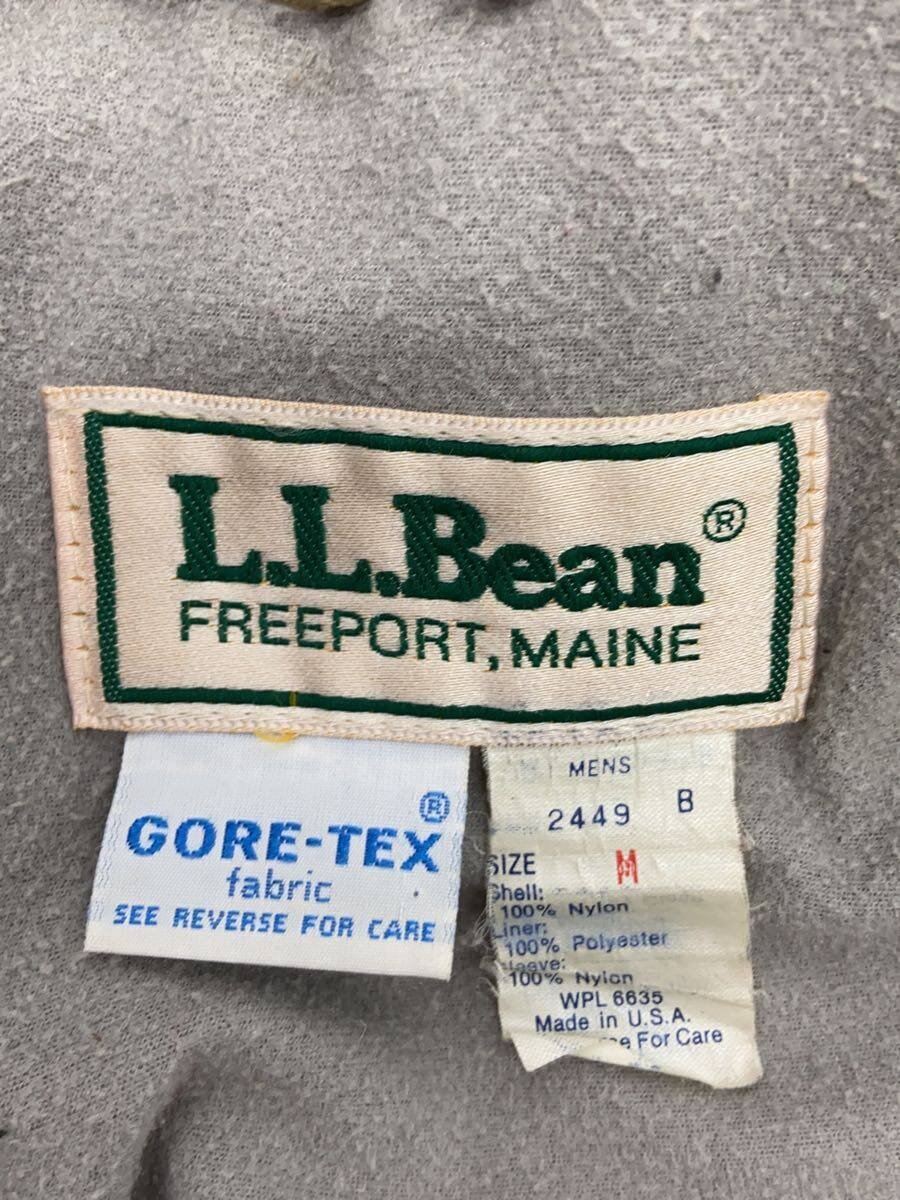 L.L.Bean®
FREEPORT, MAINE
GORE-TEX®
fabric
SEE REVERSE FOR CARE
MENS
2449 B
SIZE M
Shell:
100% Nylon
Liner:
100% Polyester
100% Nylon
WPL 6635
Made in U.S.A.
For Care